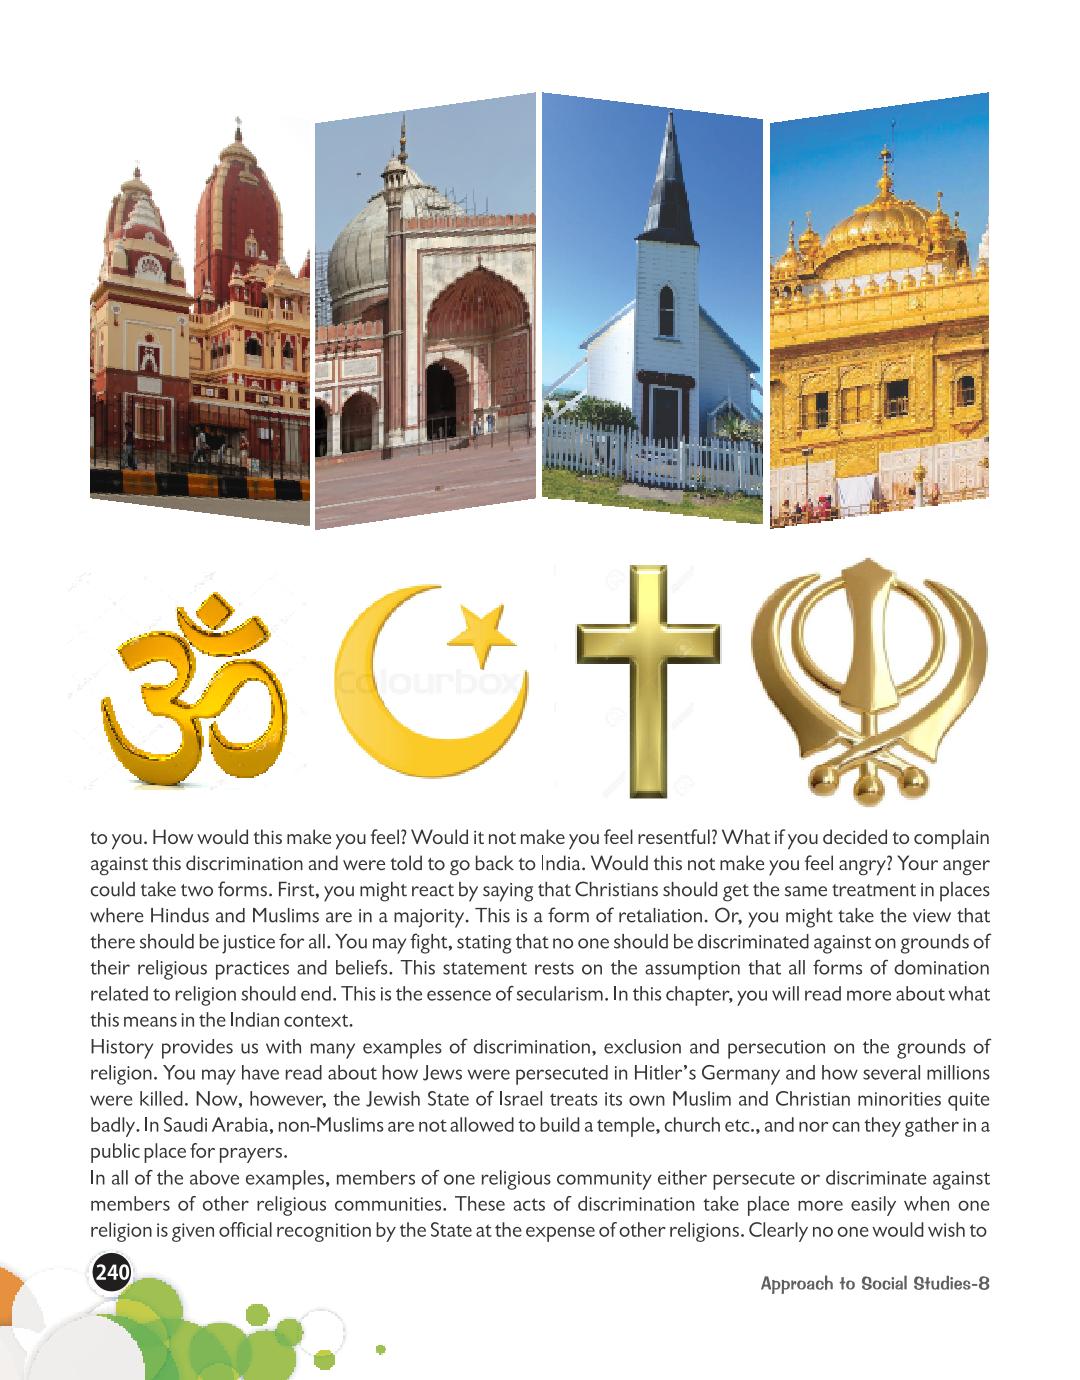 Colourbox
to you. How would this make you feel? Would it not make you feel resentful? What if you decided to complain
against this discrimination and were told to go back to India. Would this not make you feel angry? Your anger
could take two forms. First, you might react by saying that Christians should get the same treatment in places
where Hindus and Muslims are in a majority. This is a form of retaliation. Or, you might take the view that
there should be justice for all. You may fight, stating that no one should be discriminated against on grounds of
their religious practices and beliefs. This statement rests on the assumption that all forms of domination
related to religion should end. This is the essence of secularism. In this chapter, you will read more about what
this means in the Indian context.
History provides us with many examples of discrimination, exclusion and persecution on the grounds of
religion. You may have read about how Jews were persecuted in Hitler's Germany and how several millions
were killed. Now, however, the Jewish State of Israel treats its own Muslim and Christian minorities quite
badly. In Saudi Arabia, non-Muslims are not allowed to build a temple, church etc., and nor can they gather in a
public place for prayers.
In all of the above examples, members of one religious community either persecute or discriminate against
members of other religious communities. These acts of discrimination take place more easily when one
religion is given official recognition by the State at the expense of other religions. Clearly no one would wish to
240
Approach to Social Studies-8